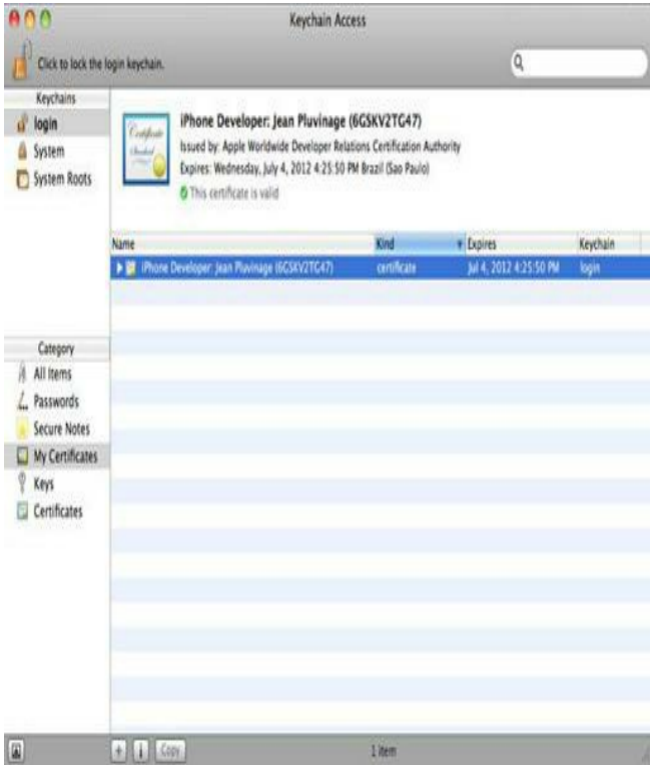 Keychain Access
Click to lock the login keychain.
Keychains
login
System
System Roots
iPhone Developer: Jean Pluvinage (6GSKV2TG47)
Issued by: Apple Worldwide Developer Relations Certification Authority
Expires: Wednesday, July 4, 2012 4:25:50 PM Brazil (Sao Paulo)
This certificate is valid
Name Kind Expires Keychain
iPhone Developer: Jean Pluvinage (6GSKV2TG47) certificate Jul 4, 2012 4:25:50 PM login
Category
All Items
Passwords
Secure Notes
My Certificates
Keys
Certificates
+ i Copy 1 item